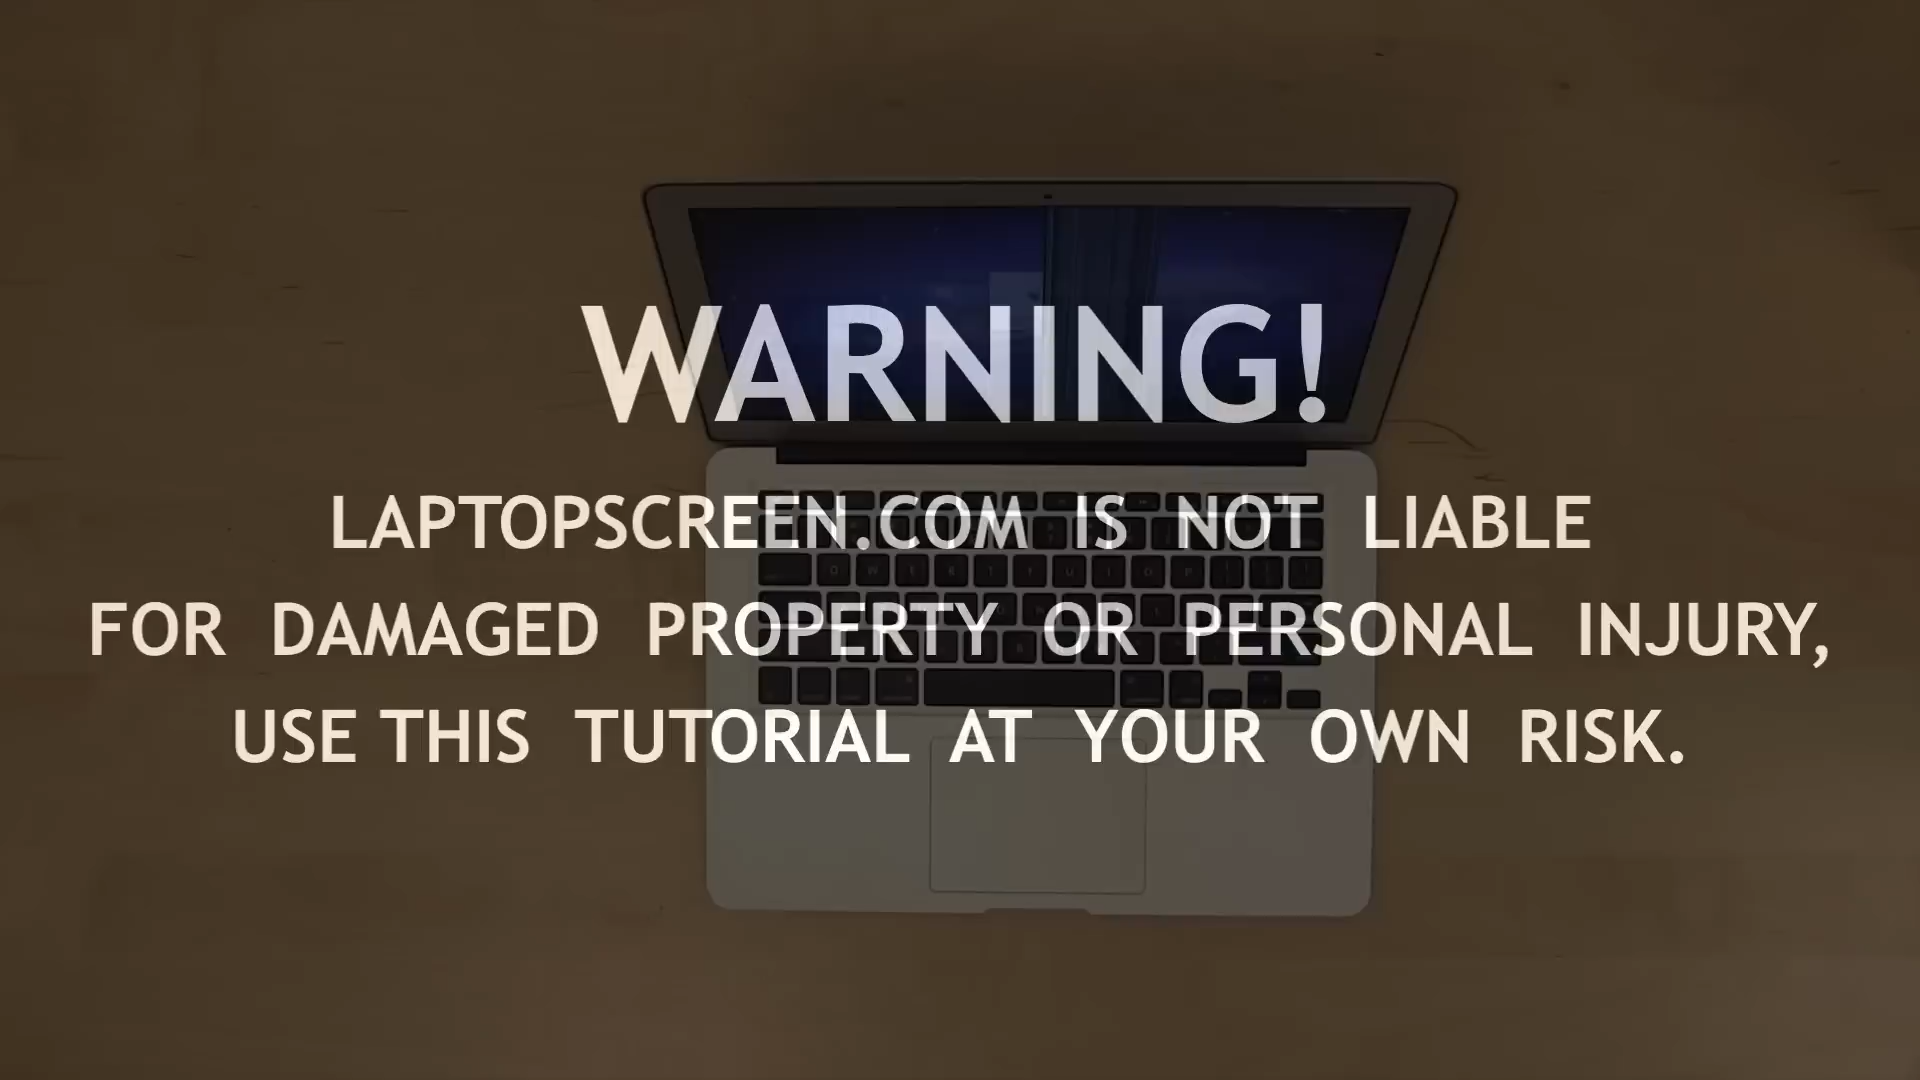 WARNING!
LAPTOPSCREEN.COM IS NOT LIABLE
FOR DAMAGED PROPERTY OR PERSONAL INJURY,
USE THIS TUTORIAL AT YOUR OWN RISK.